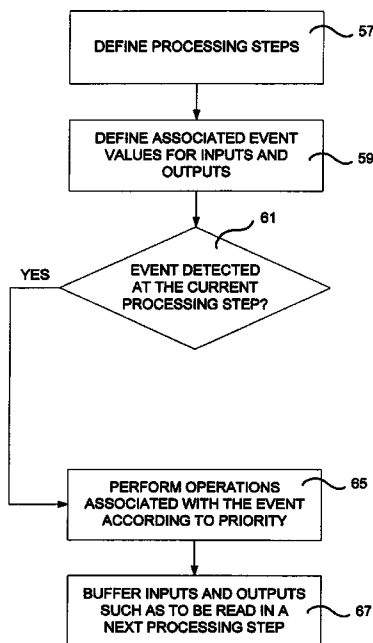 DEFINE PROCESSING STEPS
57
DEFINE ASSOCIATED EVENT
VALUES FOR INPUTS AND
OUTPUTS
59
61
YES
EVENT DETECTED
AT THE CURRENT
PROCESSING STEP?
PERFORM OPERATIONS
ASSOCIATED WITH THE EVENT
ACCORDING TO PRIORITY
65
BUFFER INPUTS AND OUTPUTS
SUCH AS TO BE READ IN A
NEXT PROCESSING STEP
67